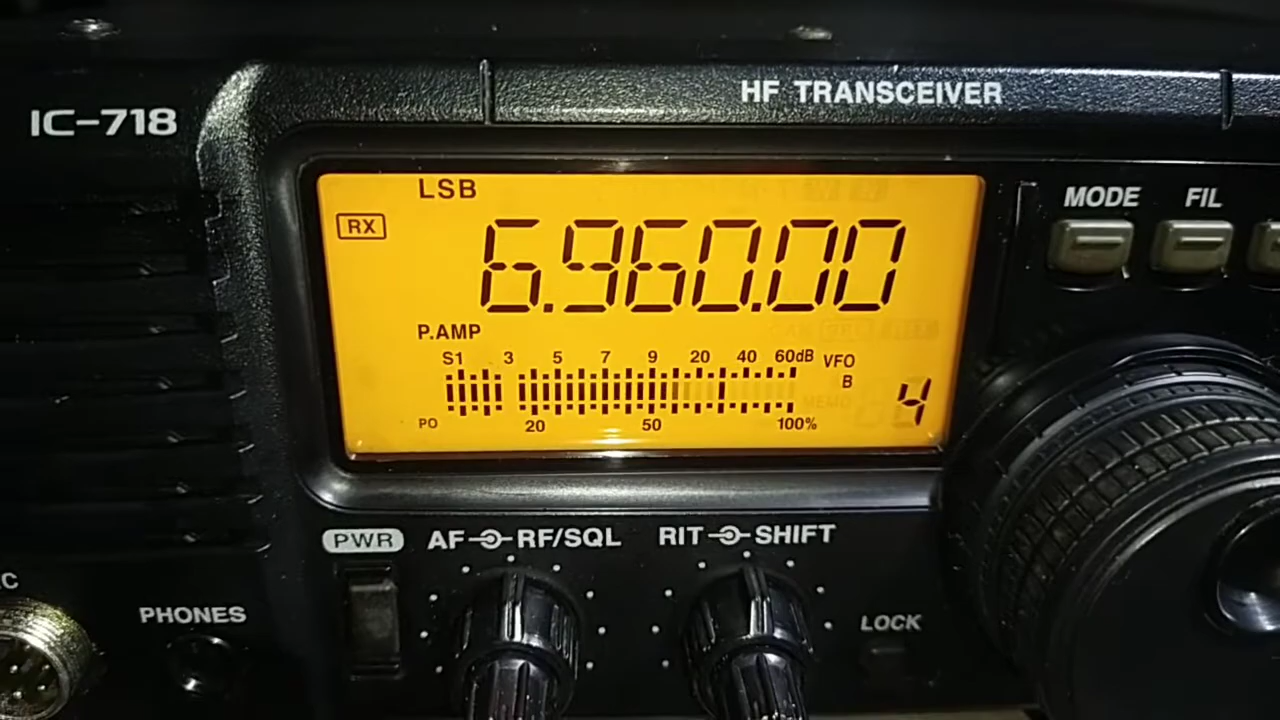 HF TRANSCEIVER
IC-718
LSB
MODE FIL
RX
6.960.00
P.AMP
S1 3 5 7 9 20 40 60dB VFO
B
4
PO 20 50 100%
PWR AF RF/SQL RIT SHIFT
PHONES
LOCK